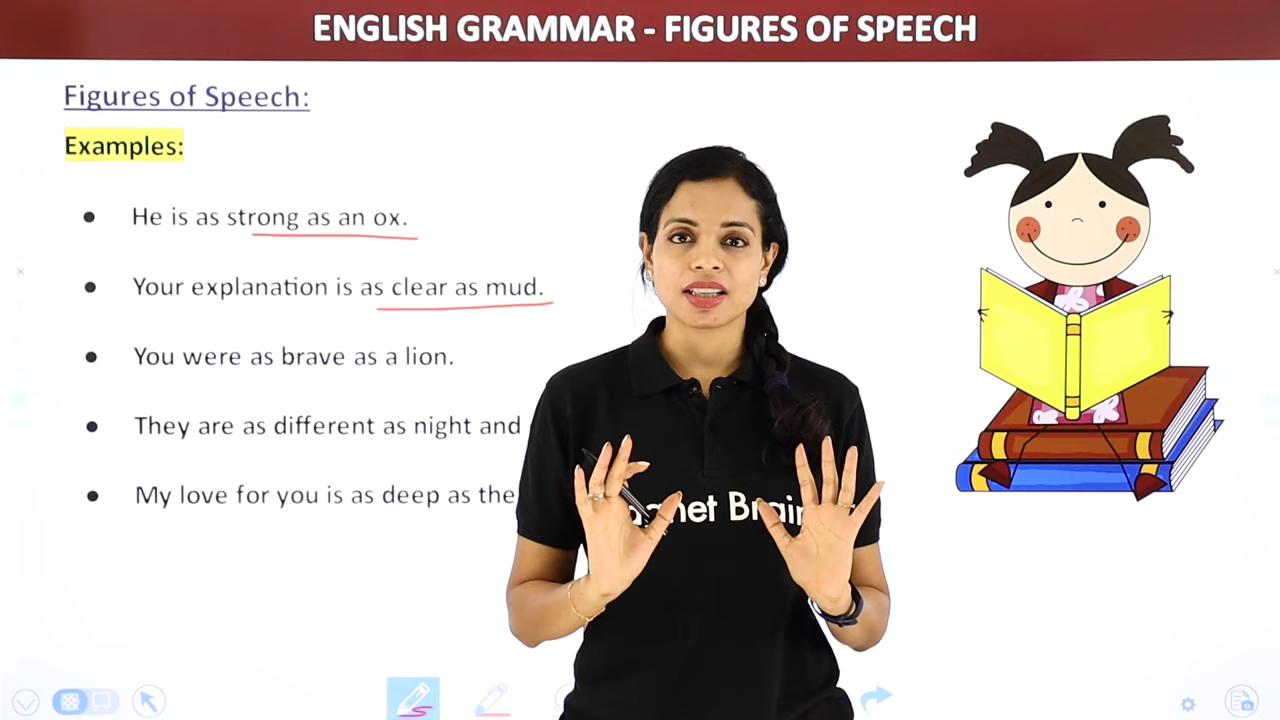 ENGLISH GRAMMAR - FIGURES OF SPEECH
Figures of Speech:
Examples:
● He is as strong as an ox.
● Your explanation is as clear as mud.
● You were as brave as a lion.
● They are as different as night and
● My love for you is as deep as the
net Brain